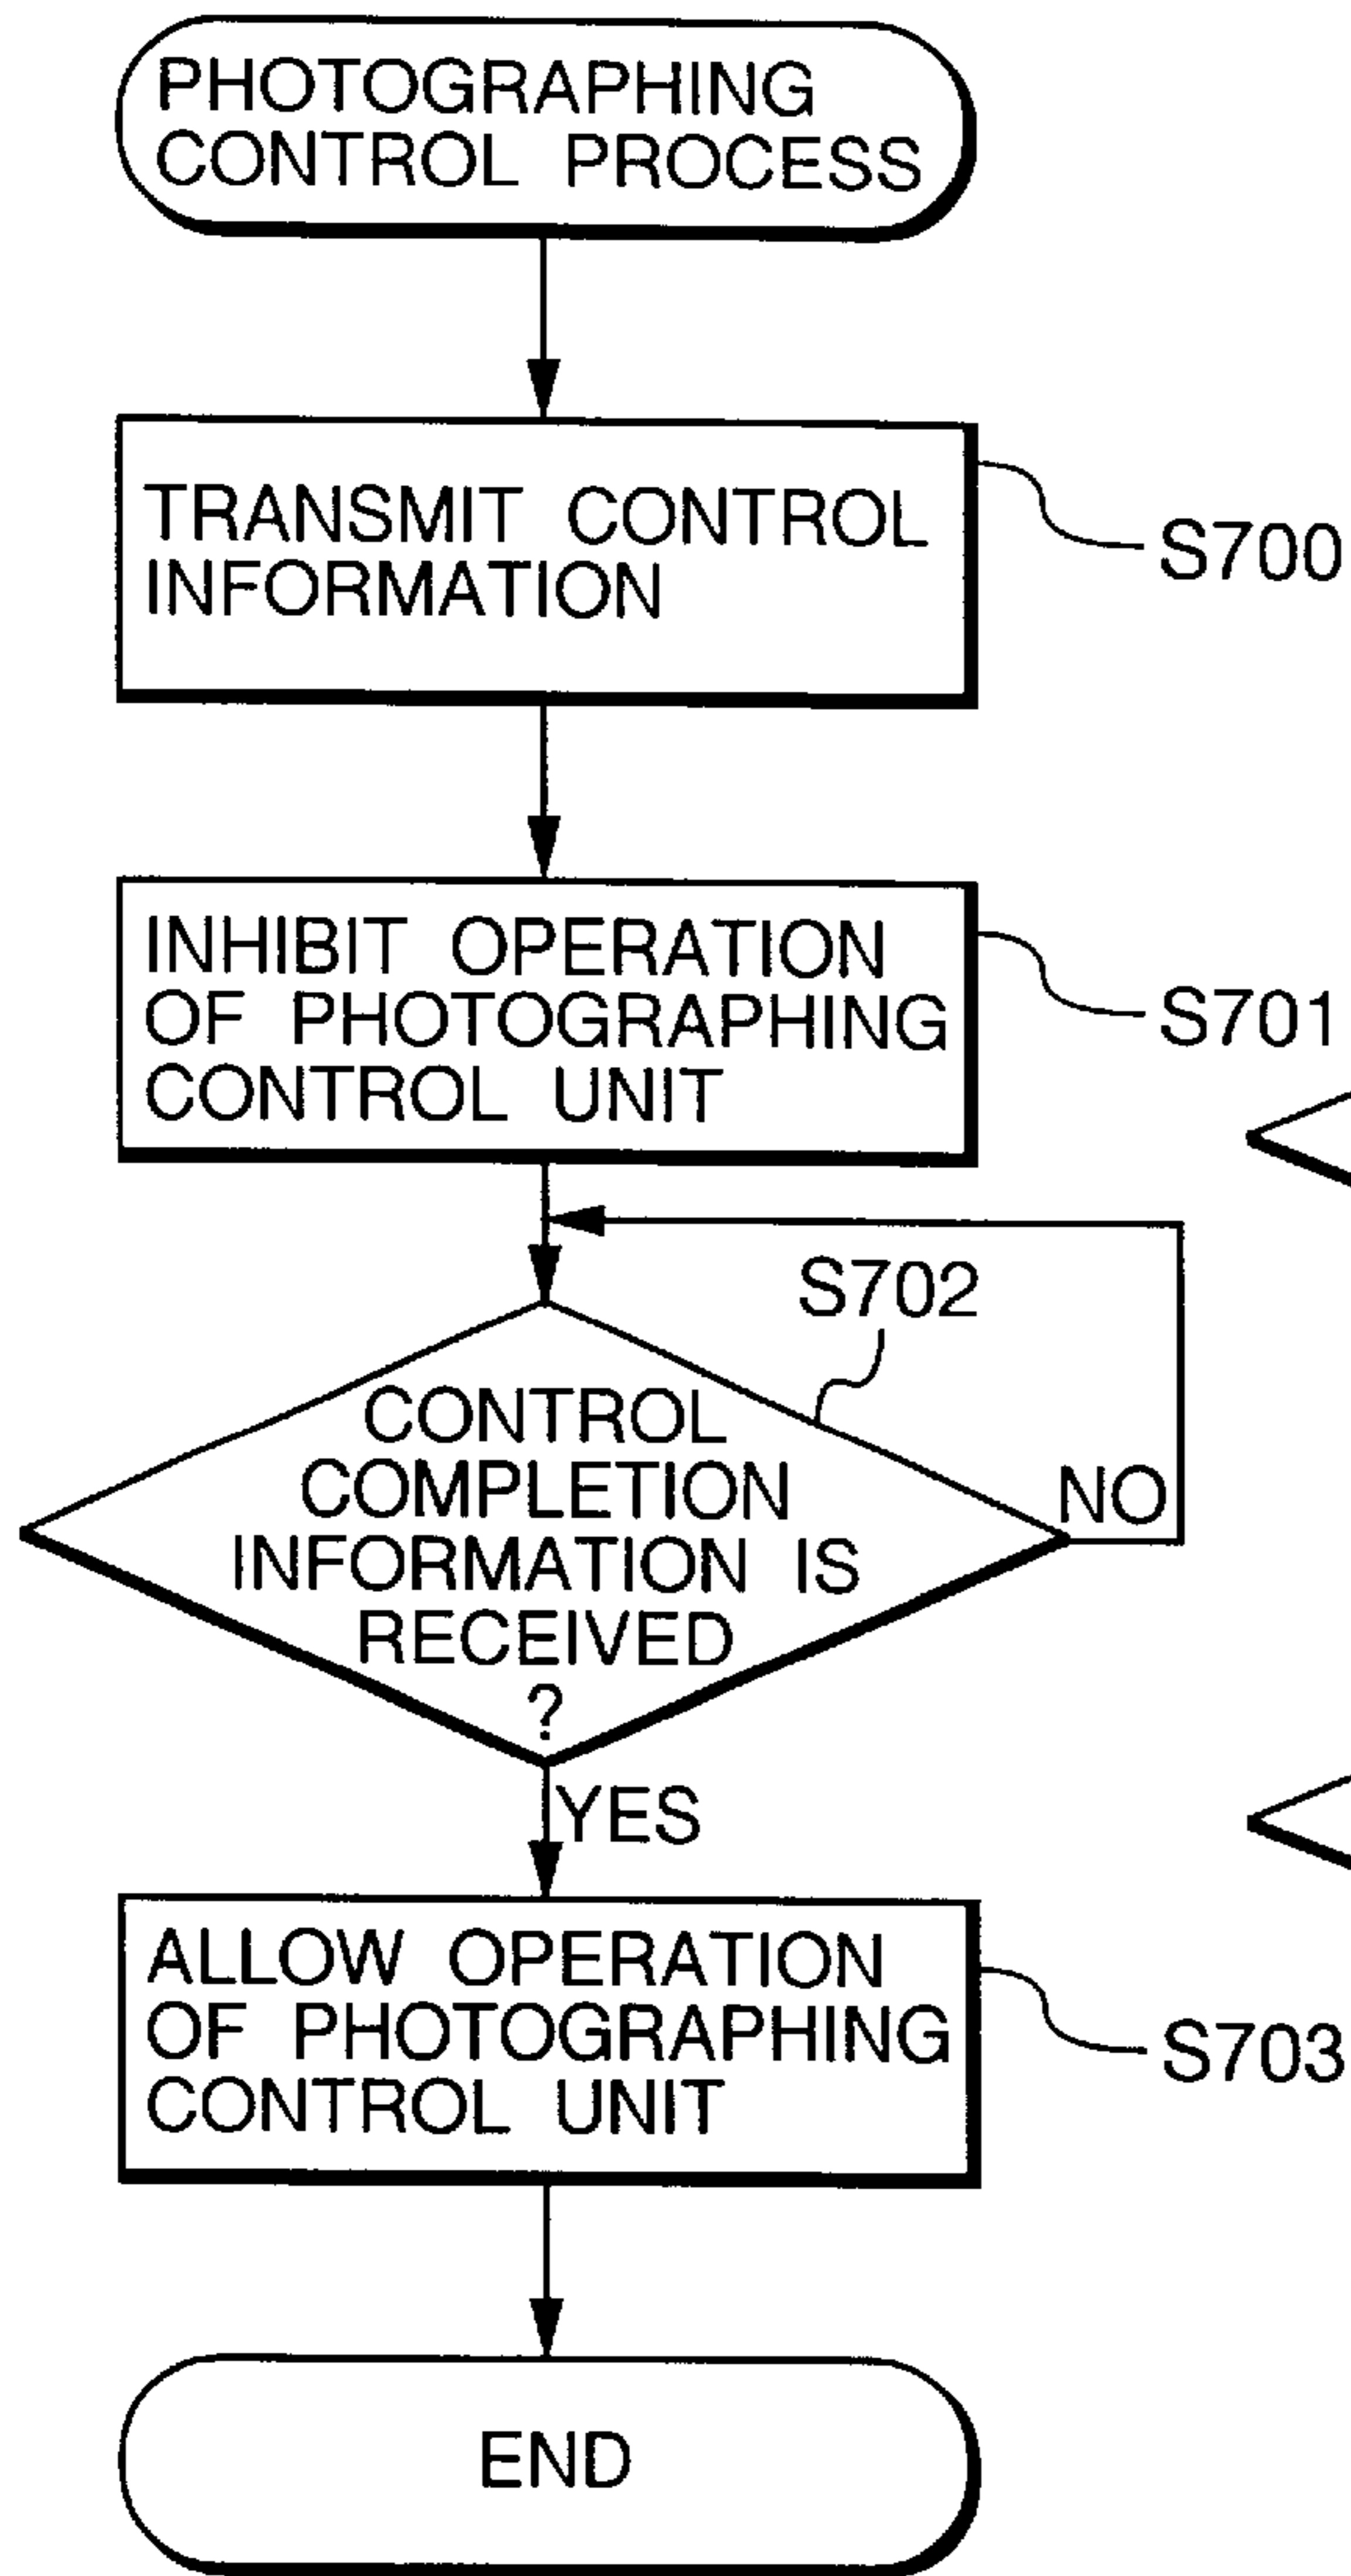 PHOTOGRAPHING
CONTROL PROCESS
TRANSMIT CONTROL
INFORMATION
S700
INHIBIT OPERATION
OF PHOTOGRAPHING
CONTROL UNIT
S701
S702
CONTROL
COMPLETION
INFORMATION IS
RECEIVED
?
NO
YES
ALLOW OPERATION
OF PHOTOGRAPHING
CONTROL UNIT
S703
END